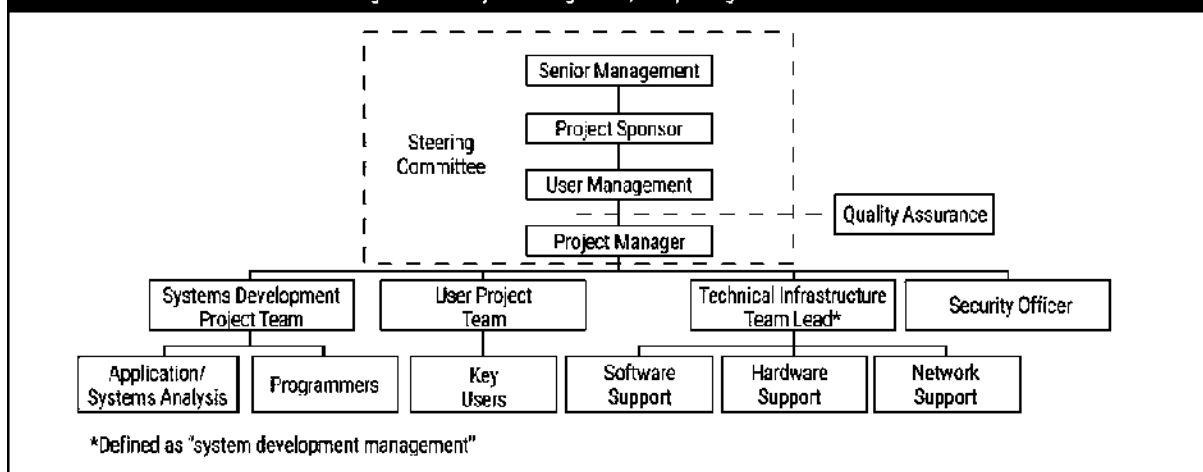 Senior Management
Project Sponsor
Steering
Committee
User Management
Quality Assurance
Project Manager
Systems Development
Project Team
User Project
Team
Technical Infrastructure
Team Lead*
Security Officer
Application/
Systems Analysis
Programmers
Key
Users
Software
Support
Hardware
Support
Network
Support
*Defined as "system development management"